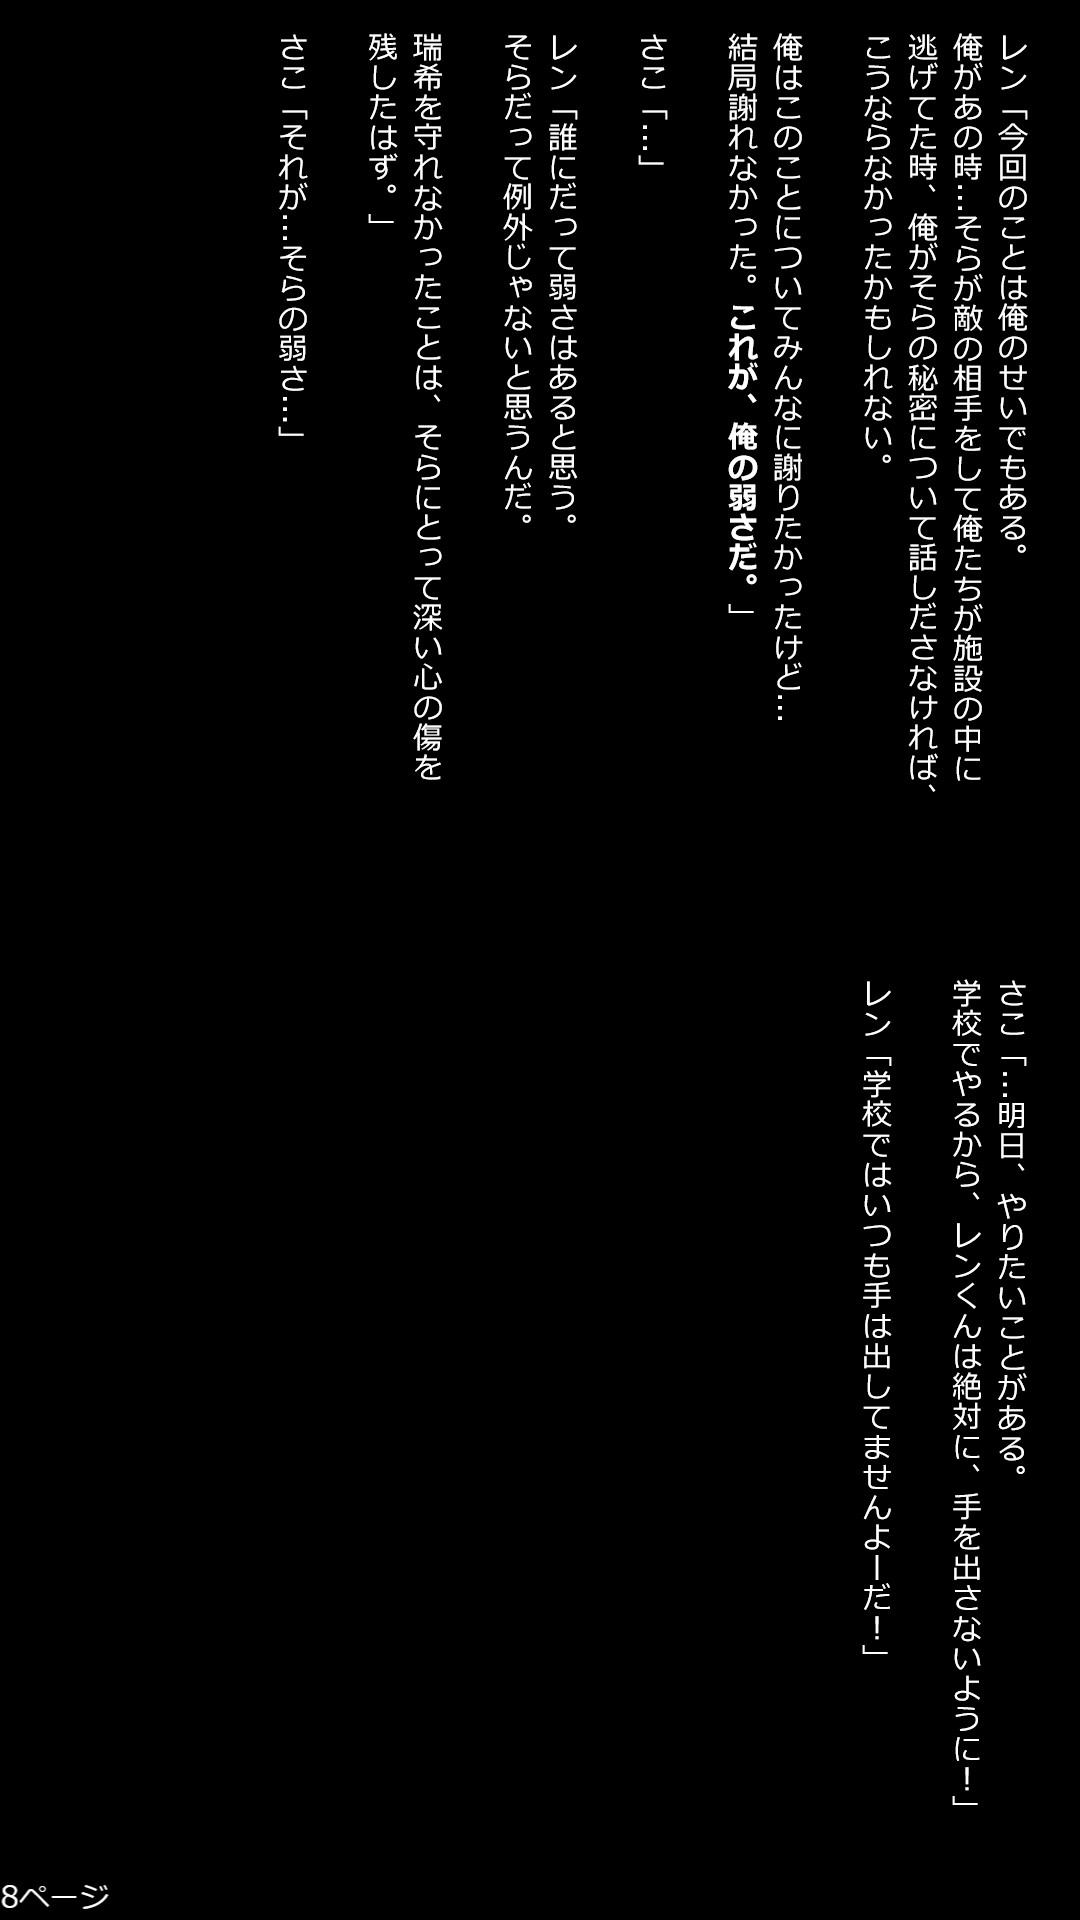 レン「今回のことは俺のせいでもある。
俺があの時…そらが敵の相手をして俺たちが施設の中に
逃げてた時、俺がそらの秘密について話しださなければ、
こうならなかったかもしれない。
俺はこのことについてみんなに謝りたかったけど…
結局謝れなかった。これが、俺の弱さだ。」
さこ「…」
レン「誰にだって弱さはあると思う。
そらだって例外じゃないと思うんだ。
瑞希を守れなかったことは、そらにとって深い心の傷を
残したはず。」
さこ「それが…そらの弱さ…」
さこ「…明日、やりたいことがある。
学校でやるから、レンくんは絶対に、手を出さないように！」
レン「学校ではいつも手は出してませんよーだ！」
8ページ